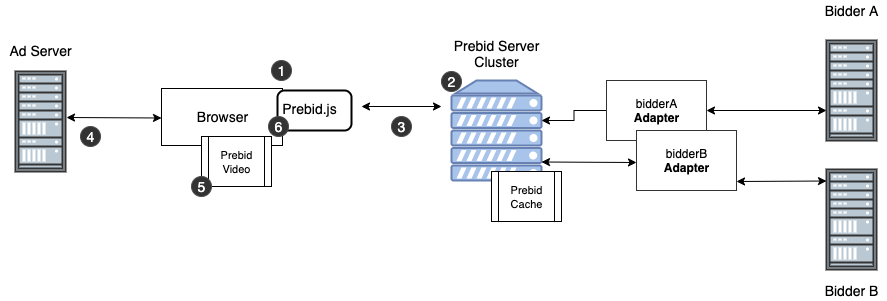 Bidder A
Prebid Server
Cluster
Ad Server
1
2
bidderA
Adapter
Browser
Prebid.js
6
3
4
bidderB
Adapter
Prebid
Video
5
Prebid
Cache
Bidder B